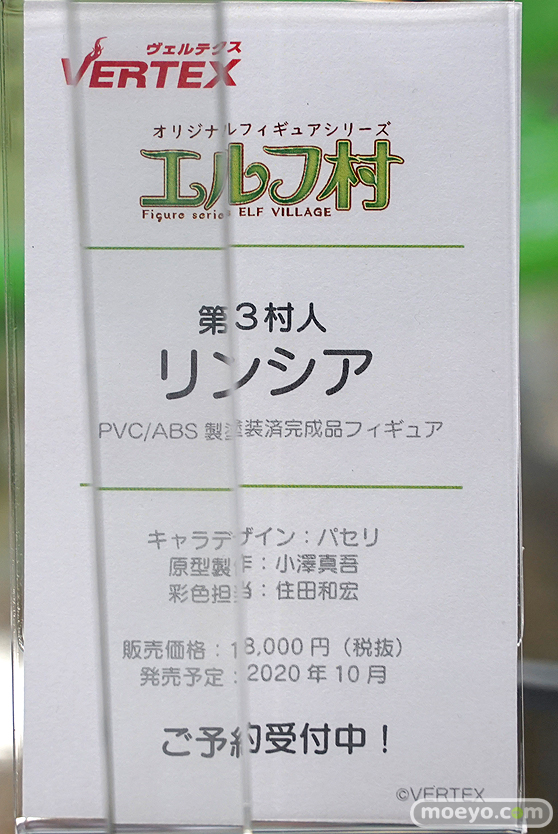 ヴェルテクス
VERTEX
オリジナルフィギュアシリーズ
エルフ村
Figure series ELF VILLAGE
第3村人
リンシア
PVC/ABS 製塗装済完成品フィギュア
キャラデザイン：パセリ
原型製作：小澤真吾
彩色担当：住田和宏
販売価格：18,000円（税抜）
発売予定：2020年10月
ご予約受付中！
©VERTEX
moeyo.com